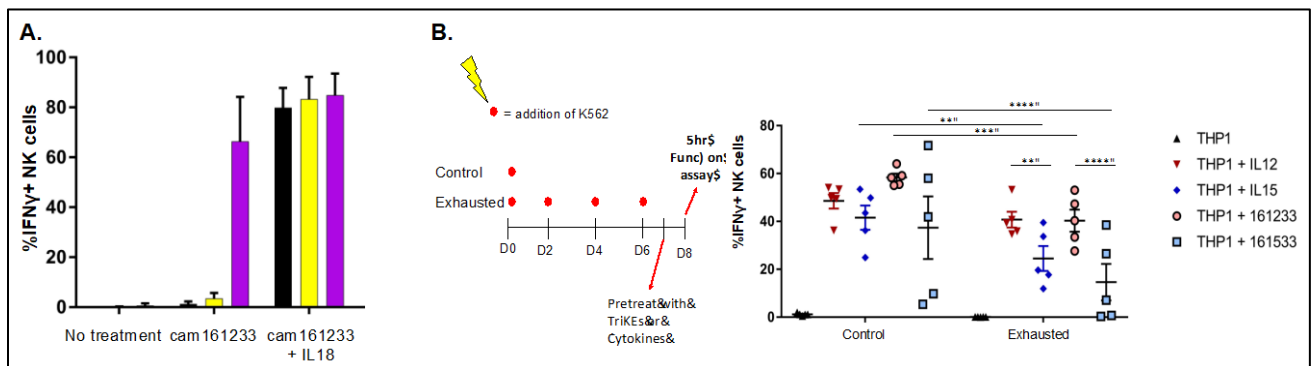 A.
%IFNγ+ NK cells
100
80
60
40
20
0
No treatment
cam161233
cam 161233
+ IL18
B.
= addition of K562
Control
Exhausted
D0
D2
D4
D6
D8
5hr$
Func) on$
assay$
Pretreat&with&
TriKEs&or&
Cytokines&
%IFNγ+ NK cells
80
60
40
20
0
Control
Exhausted
****"
**"
***"
**"
****"
THP1
THP1 + IL12
THP1 + IL15
THP1 + 161233
THP1 + 161533